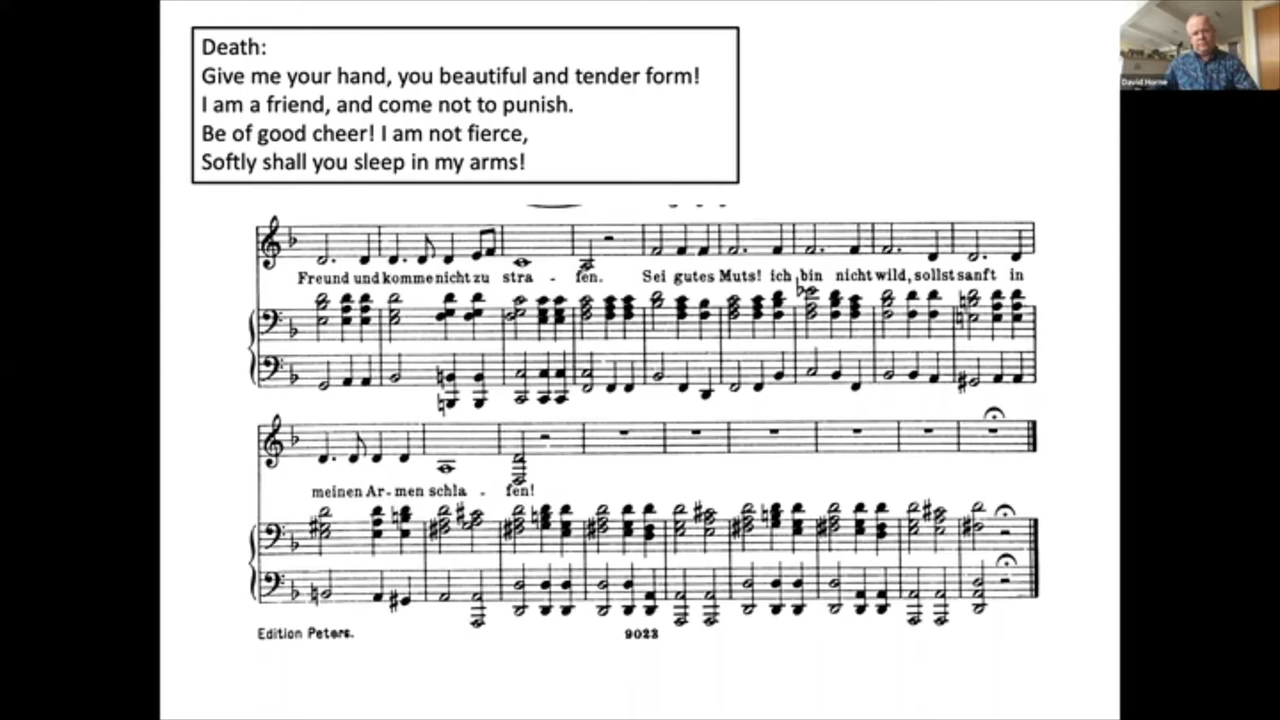 Death:
Give me your hand, you beautiful and tender form!
I am a friend, and come not to punish.
Be of good cheer! I am not fierce,
Softly shall you sleep in my arms!
David Horne
Freund und komme nicht zu stra - fen. Sei gutes Muts! ich bin nicht wild, sollst sanft in
meinen Ar-men schla - fen!
Edition Peters. 9023